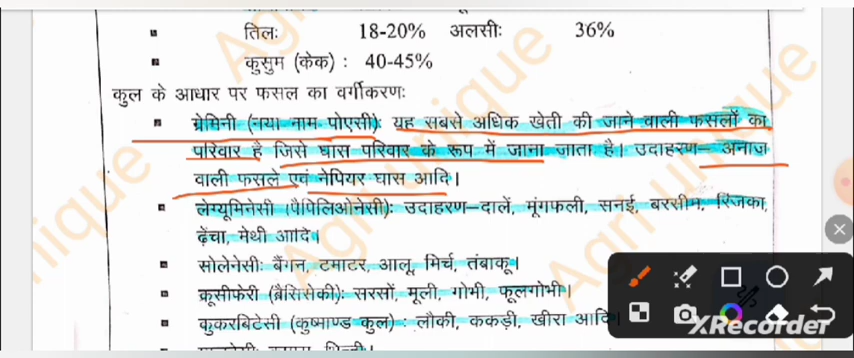 तिलः 18-20% अलसीः 36%
कुसुम (केक) : 40-45%
कुल के आधार पर फसल का वर्गीकरणः
ग्रेमिनी (नया नाम पोएसी): यह सबसे अधिक खेती की जाने वाली फसलों का
परिवार है जिसे घास परिवार के रूप में जाना जाता है। उदाहरण– अनाज
वाली फसले एवं नेपियर घास आदि।
लेग्यूमिनेसी (पैपिलिओनेसी): उदाहरण–दालें, मूंगफली, सनई, बरसीम, रिजका,
ढ़ेंचा, मेथी आदि।
सोलेनेसीः बैंगन, टमाटर, आलू, मिर्च, तंबाकू।
क्रूसीफेरी (ब्रैसिसेकी): सरसों, मूली, गोभी, फूलगोभी।
कुकरबिटेसी (कुष्माण्ड कुल) : लौकी, ककड़ी, खीरा आदि।
XRecorder
Agri unique